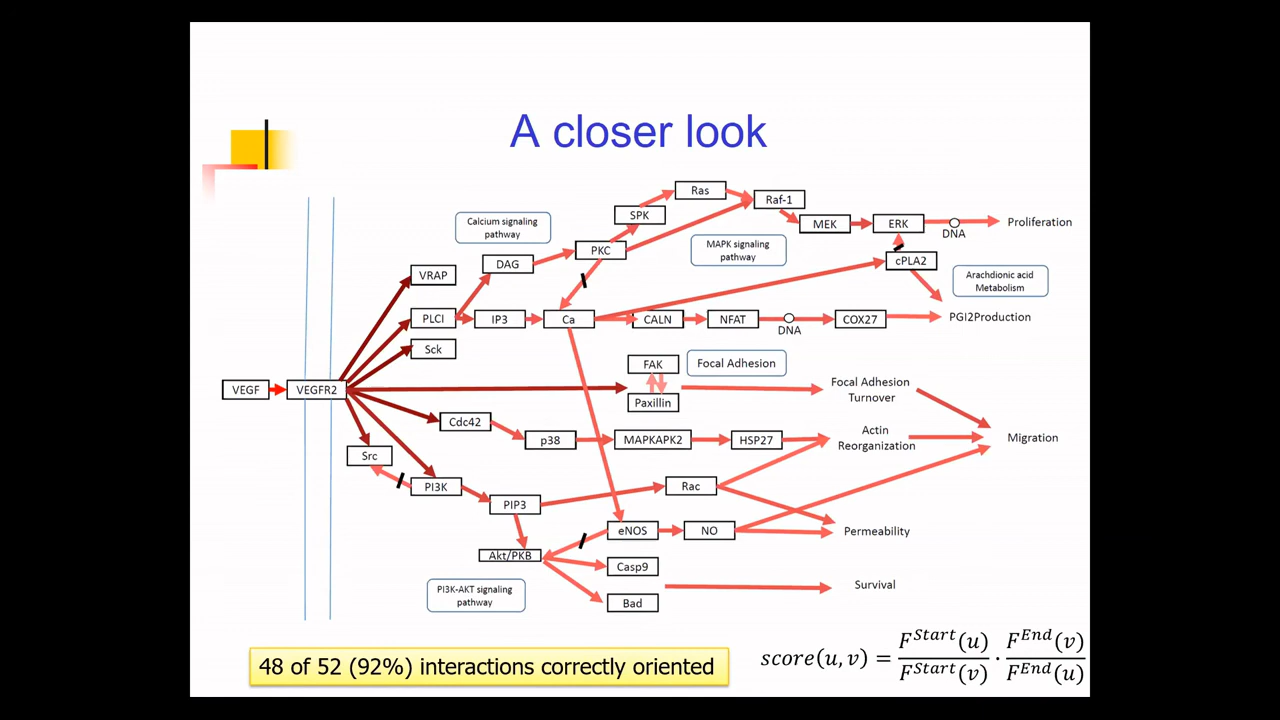 A closer look
Ras
Raf-1
SPK
Calcium signaling
pathway
MEK
ERK
DNA
Proliferation
PKC
MAPK signaling
pathway
DAG
cPLA2
VRAP
Arachdionic acid
Metabolism
PLCI
IP3
Ca
CALN
NFAT
DNA
COX27
PGI2Production
Sck
FAK
Focal Adhesion
VEGF
VEGFR2
Paxillin
Focal Adhesion
Turnover
Cdc42
p38
MAPKAPK2
HSP27
Actin
Reorganization
Migration
Src
PI3K
PIP3
Rac
eNOS
NO
Permeability
Akt/PKB
Casp9
PI3K-AKT signaling
pathway
Bad
Survival
48 of 52 (92%) interactions correctly oriented
score(u, v) = F^Start(u) / F^Start(v) · F^End(v) / F^End(u)